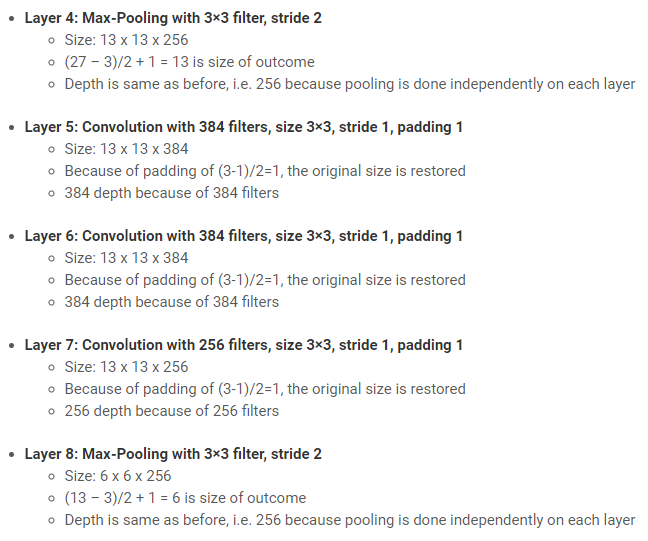 • Layer 4: Max-Pooling with 3×3 filter, stride 2
◦ Size: 13 x 13 x 256
◦ (27 – 3)/2 + 1 = 13 is size of outcome
◦ Depth is same as before, i.e. 256 because pooling is done independently on each layer
• Layer 5: Convolution with 384 filters, size 3×3, stride 1, padding 1
◦ Size: 13 x 13 x 384
◦ Because of padding of (3-1)/2=1, the original size is restored
◦ 384 depth because of 384 filters
• Layer 6: Convolution with 384 filters, size 3×3, stride 1, padding 1
◦ Size: 13 x 13 x 384
◦ Because of padding of (3-1)/2=1, the original size is restored
◦ 384 depth because of 384 filters
• Layer 7: Convolution with 256 filters, size 3×3, stride 1, padding 1
◦ Size: 13 x 13 x 256
◦ Because of padding of (3-1)/2=1, the original size is restored
◦ 256 depth because of 256 filters
• Layer 8: Max-Pooling with 3×3 filter, stride 2
◦ Size: 6 x 6 x 256
◦ (13 – 3)/2 + 1 = 6 is size of outcome
◦ Depth is same as before, i.e. 256 because pooling is done independently on each layer